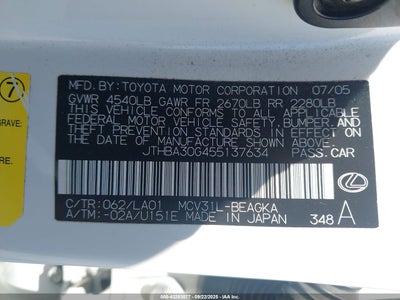 7
GRAVE:
MFD. BY: TOYOTA MOTOR CORPORATION 07/05
GVWR 4540LB GAWR FR 2670LB RR 2280LB
THIS VEHICLE CONFORMS TO ALL APPLICABLE
FEDERAL MOTOR VEHICLE SAFETY, BUMPER, AND
THEFT PREVENTION STANDARDS IN EFFECT ON THE
DATE OF MANUFACTURE SHOWN ABOVE.
JTHBA30G455137634 PASS. CAR
C/TR: 062/LA01 MCV31L-BEAGKA
A/TM: -02A/U151E MADE IN JAPAN 348 A